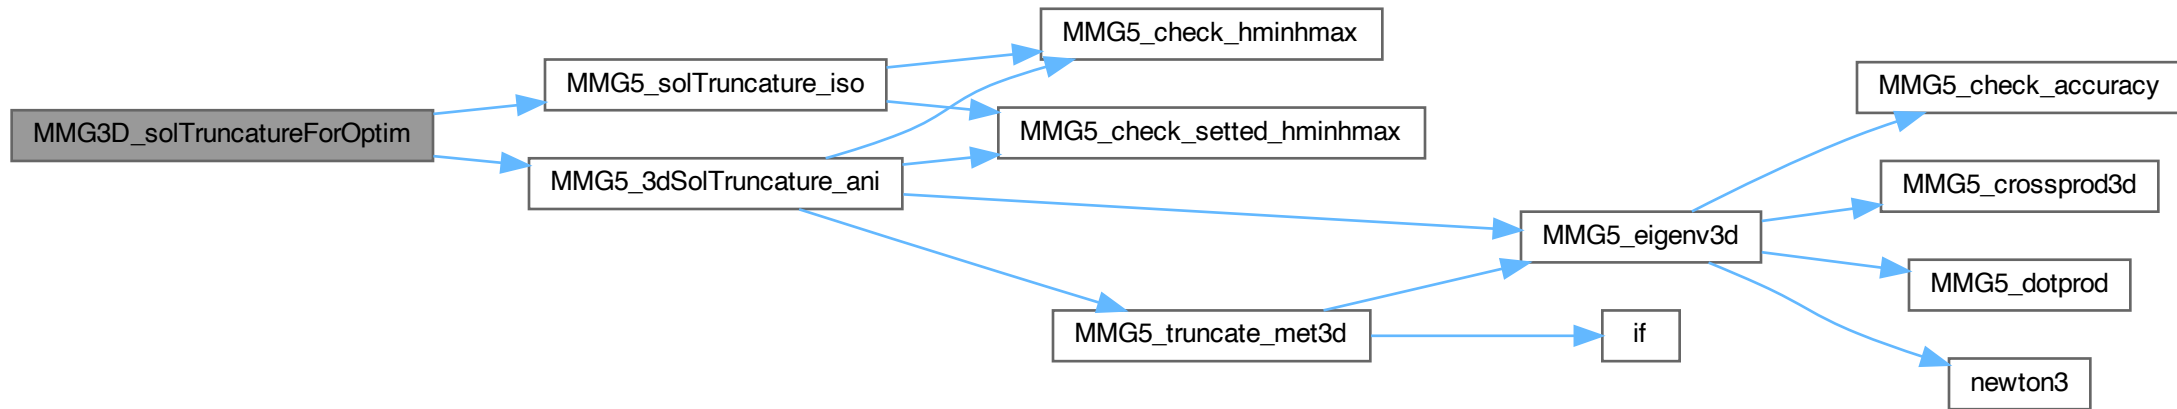 MMG3D_solTruncatureForOptim
MMG5_solTruncature_iso
MMG5_3dSolTruncature_ani
MMG5_check_hminhmax
MMG5_check_setted_hminhmax
MMG5_truncate_met3d
MMG5_eigenv3d
if
MMG5_check_accuracy
MMG5_crossprod3d
MMG5_dotprod
newton3